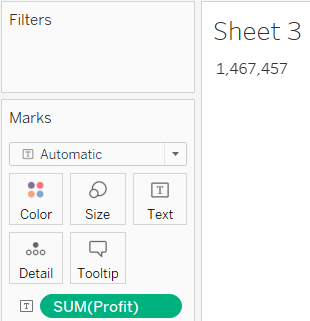 Filters
Sheet 3
1,467,457
Marks
T Automatic
Color Size T Text
Detail Tooltip
T SUM(Profit)